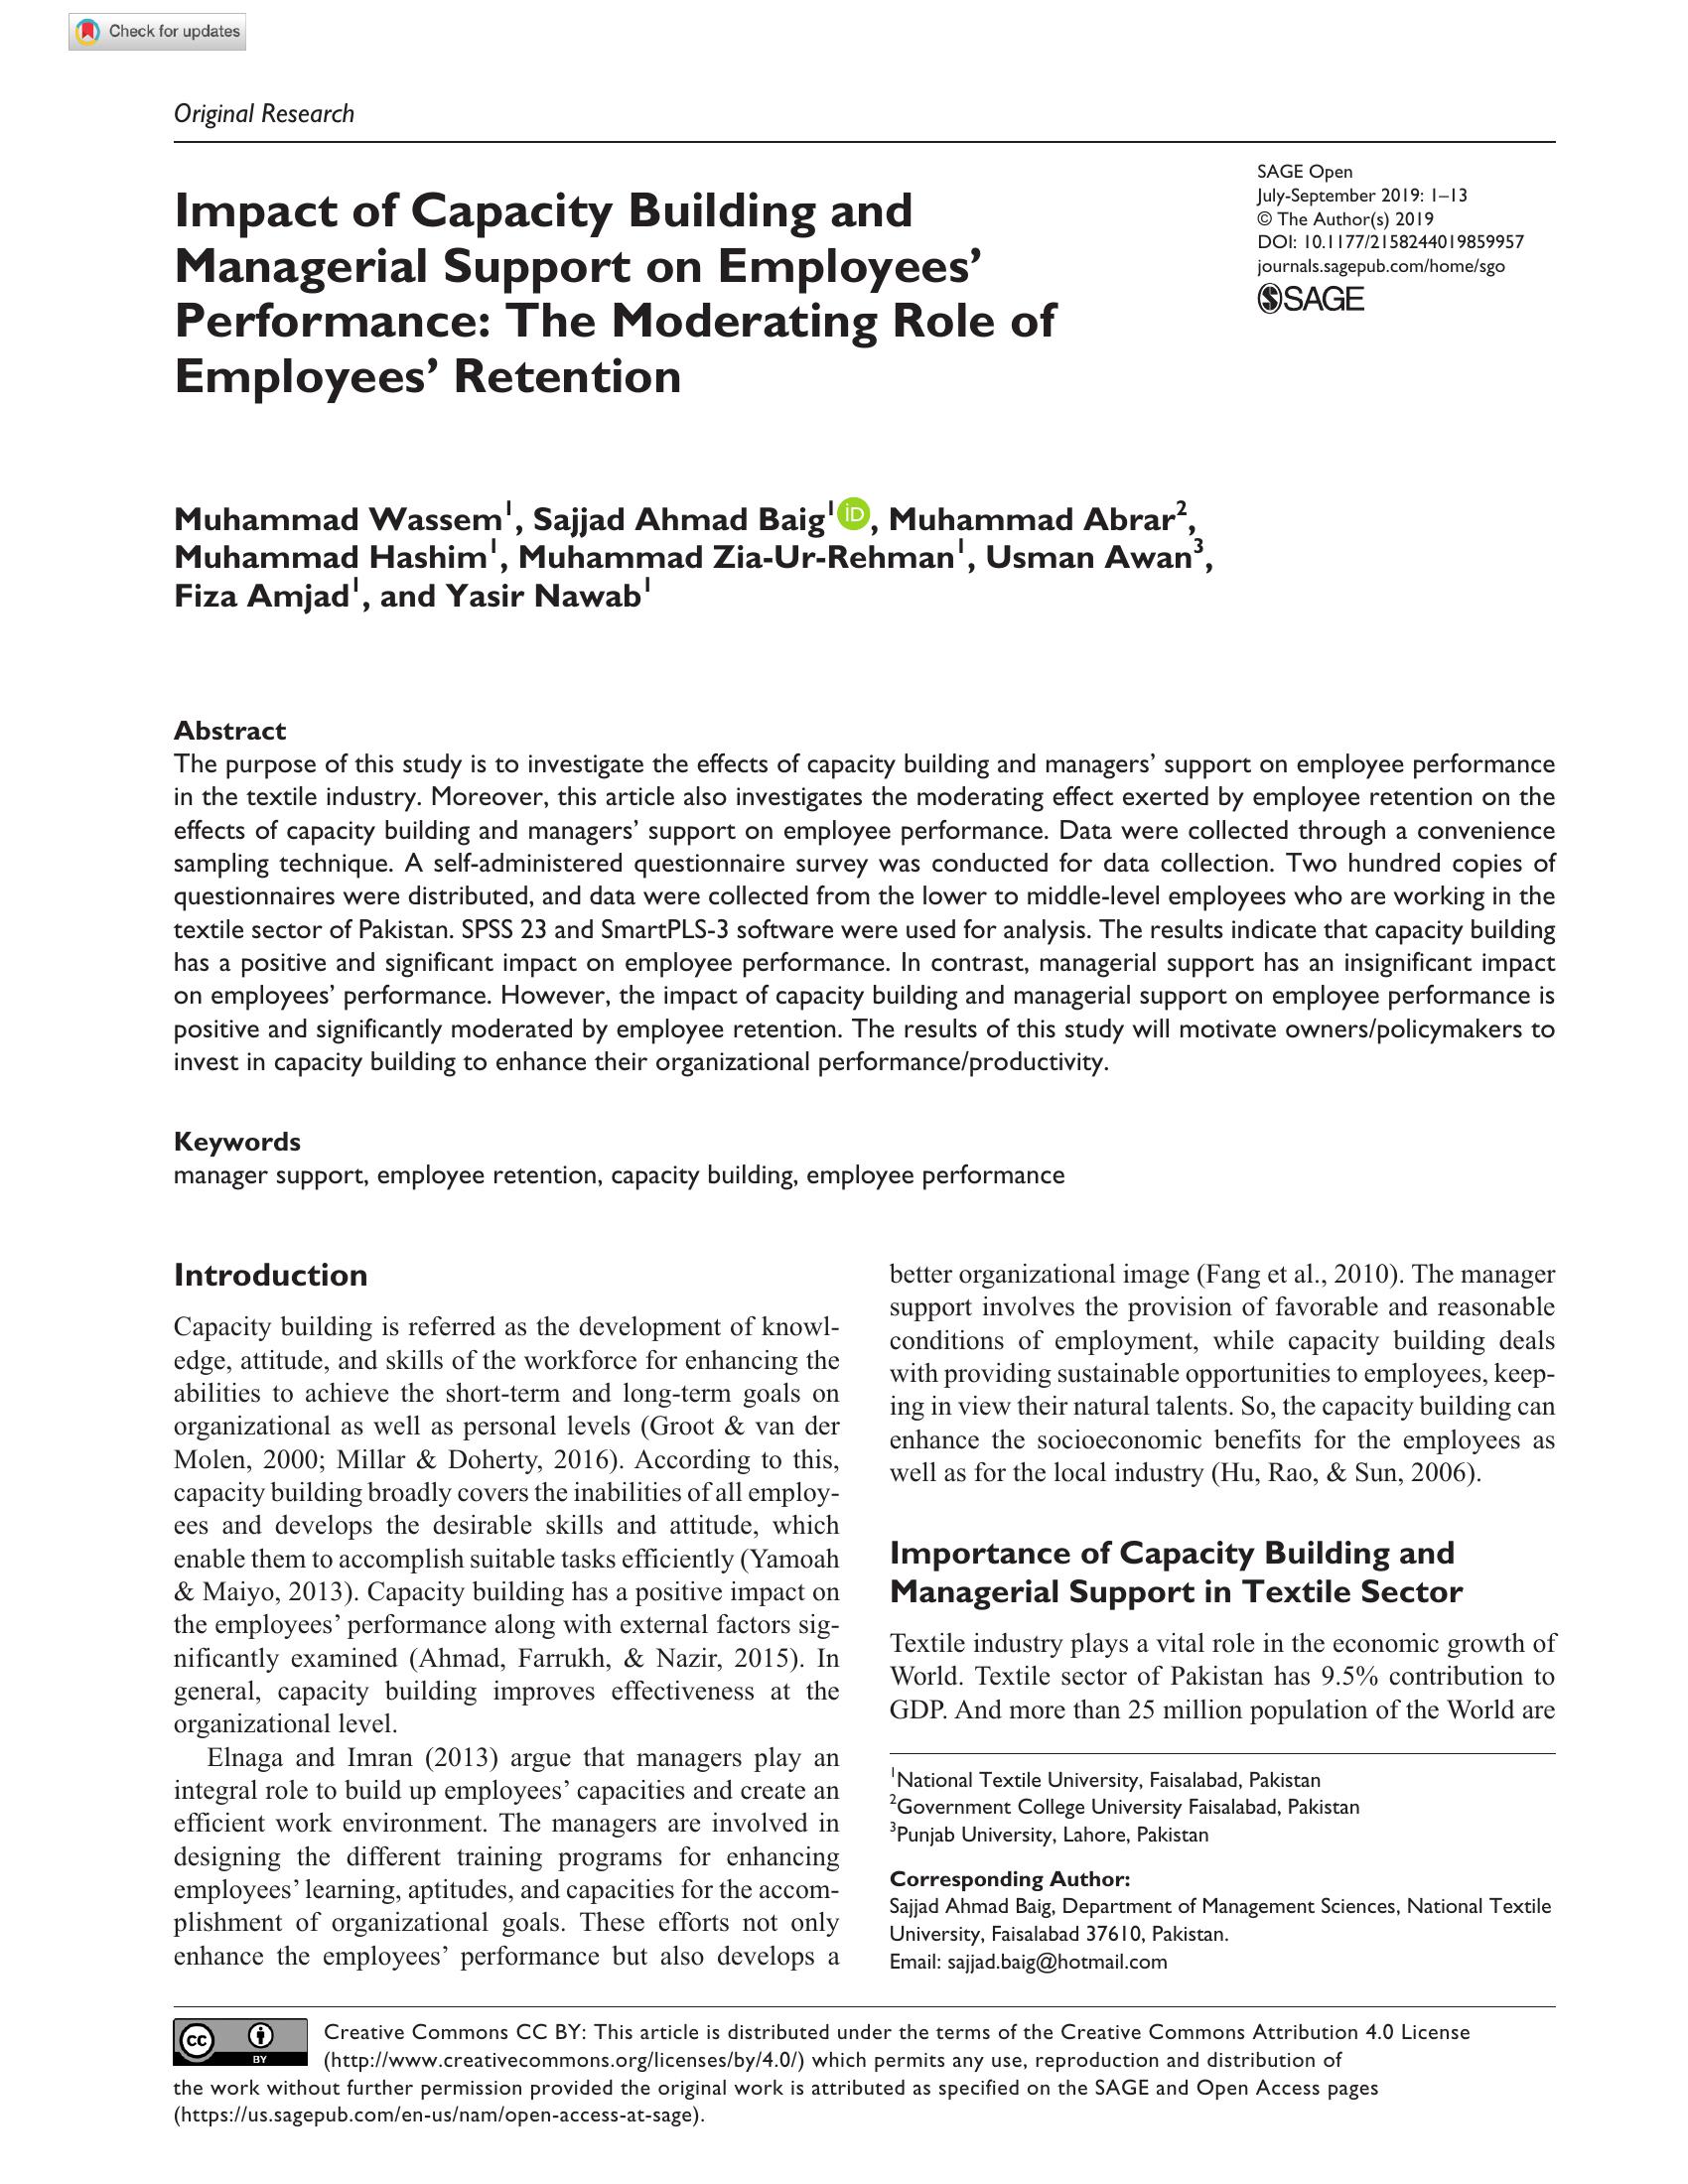 Check for updates
Original Research
SAGE Open
July-September 2019: 1–13
© The Author(s) 2019
DOI: 10.1177/2158244019859957
journals.sagepub.com/home/sgo
SAGE
Impact of Capacity Building and
Managerial Support on Employees’
Performance: The Moderating Role of
Employees’ Retention
Muhammad Wassem1, Sajjad Ahmad Baig1 iD, Muhammad Abrar2,
Muhammad Hashim1, Muhammad Zia-Ur-Rehman1, Usman Awan3,
Fiza Amjad1, and Yasir Nawab1
Abstract
The purpose of this study is to investigate the effects of capacity building and managers’ support on employee performance
in the textile industry. Moreover, this article also investigates the moderating effect exerted by employee retention on the
effects of capacity building and managers’ support on employee performance. Data were collected through a convenience
sampling technique. A self-administered questionnaire survey was conducted for data collection. Two hundred copies of
questionnaires were distributed, and data were collected from the lower to middle-level employees who are working in the
textile sector of Pakistan. SPSS 23 and SmartPLS-3 software were used for analysis. The results indicate that capacity building
has a positive and significant impact on employee performance. In contrast, managerial support has an insignificant impact
on employees’ performance. However, the impact of capacity building and managerial support on employee performance is
positive and significantly moderated by employee retention. The results of this study will motivate owners/policymakers to
invest in capacity building to enhance their organizational performance/productivity.
Keywords
manager support, employee retention, capacity building, employee performance
Introduction
Capacity building is referred as the development of knowl-
edge, attitude, and skills of the workforce for enhancing the
abilities to achieve the short-term and long-term goals on
organizational as well as personal levels (Groot & van der
Molen, 2000; Millar & Doherty, 2016). According to this,
capacity building broadly covers the inabilities of all employ-
ees and develops the desirable skills and attitude, which
enable them to accomplish suitable tasks efficiently (Yamoah
& Maiyo, 2013). Capacity building has a positive impact on
the employees’ performance along with external factors sig-
nificantly examined (Ahmad, Farrukh, & Nazir, 2015). In
general, capacity building improves effectiveness at the
organizational level.
Elnaga and Imran (2013) argue that managers play an
integral role to build up employees’ capacities and create an
efficient work environment. The managers are involved in
designing the different training programs for enhancing
employees’ learning, aptitudes, and capacities for the accom-
plishment of organizational goals. These efforts not only
enhance the employees’ performance but also develops a
better organizational image (Fang et al., 2010). The manager
support involves the provision of favorable and reasonable
conditions of employment, while capacity building deals
with providing sustainable opportunities to employees, keep-
ing in view their natural talents. So, the capacity building can
enhance the socioeconomic benefits for the employees as
well as for the local industry (Hu, Rao, & Sun, 2006).
Importance of Capacity Building and
Managerial Support in Textile Sector
Textile industry plays a vital role in the economic growth of
World. Textile sector of Pakistan has 9.5% contribution to
GDP. And more than 25 million population of the World are
1National Textile University, Faisalabad, Pakistan
2Government College University Faisalabad, Pakistan
3Punjab University, Lahore, Pakistan
Corresponding Author:
Sajjad Ahmad Baig, Department of Management Sciences, National Textile
University, Faisalabad 37610, Pakistan.
Email: sajjad.baig@hotmail.com
cc BY
Creative Commons CC BY: This article is distributed under the terms of the Creative Commons Attribution 4.0 License
(http://www.creativecommons.org/licenses/by/4.0/) which permits any use, reproduction and distribution of
the work without further permission provided the original work is attributed as specified on the SAGE and Open Access pages
(https://us.sagepub.com/en-us/nam/open-access-at-sage).